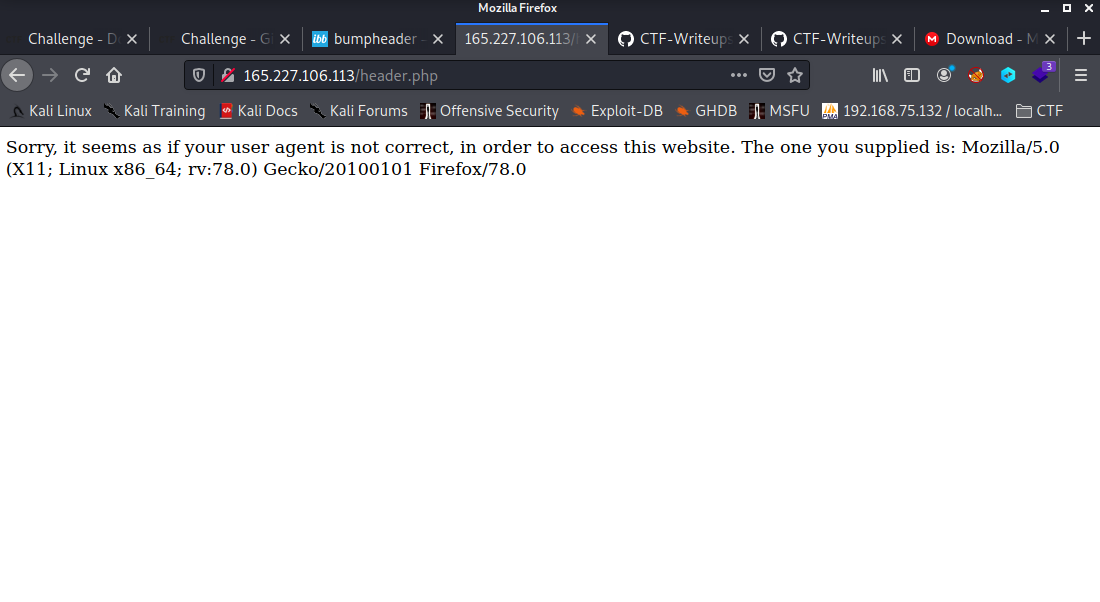 Mozilla Firefox
Challenge - D
Challenge - G
ibb bumpheader -
165.227.106.113/
CTF-Writeups
CTF-Writeups
M Download - M
165.227.106.113/header.php
3
Kali Linux Kali Training Kali Docs Kali Forums Offensive Security Exploit-DB GHDB MSFU PMA 192.168.75.132 / localh... CTF
Sorry, it seems as if your user agent is not correct, in order to access this website. The one you supplied is: Mozilla/5.0
(X11; Linux x86_64; rv:78.0) Gecko/20100101 Firefox/78.0